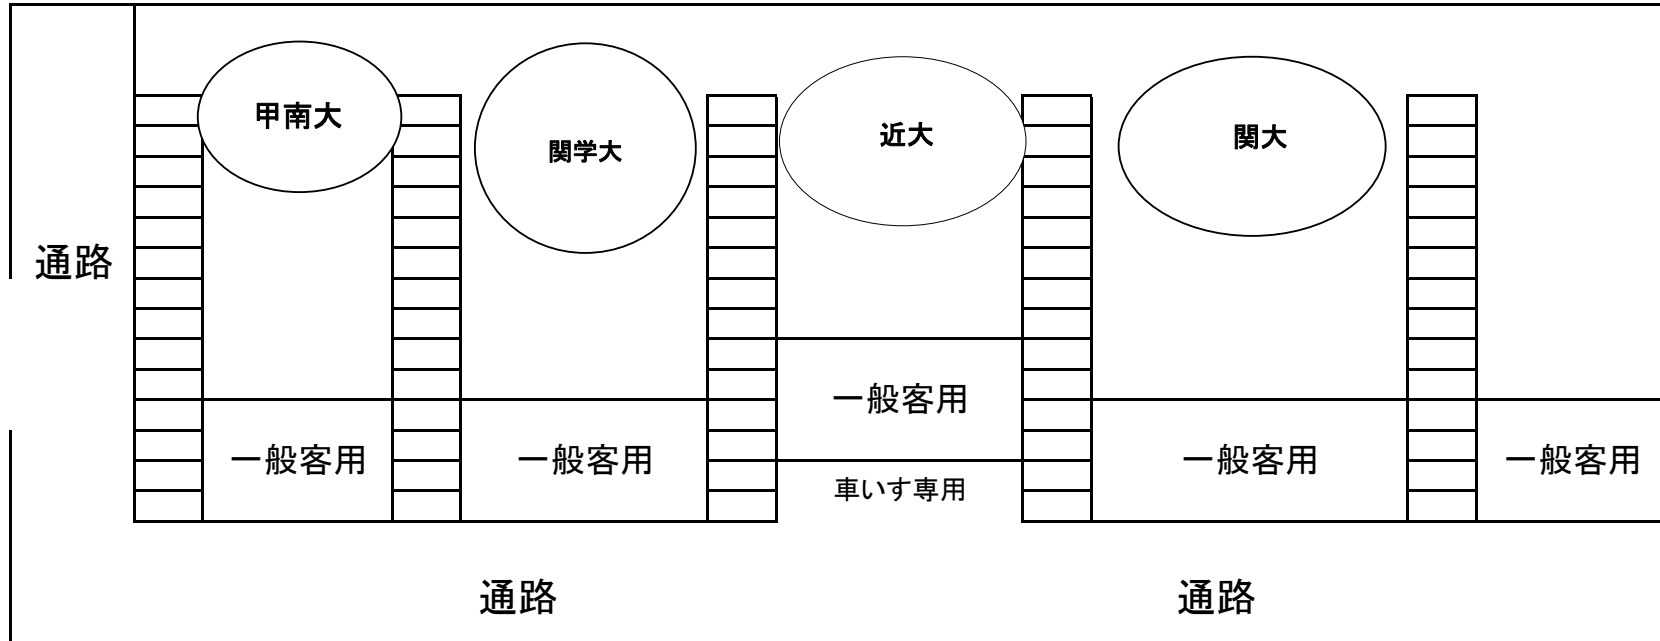 甲南大
関学大
近大
関大
通路
一般客用
一般客用
一般客用
一般客用
一般客用
車いす専用
通路
通路